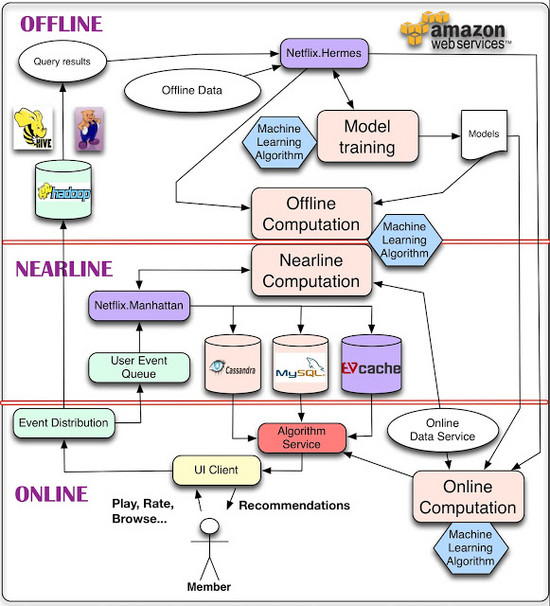 OFFLINE
amazon
web services™
Query results
Netflix.Hermes
Offline Data
HIVE
Machine
Learning
Algorithm
Model
training
Models
hadoop
Offline
Computation
Machine
Learning
Algorithm
NEARLINE
Nearline
Computation
Netflix.Manhattan
User Event
Queue
Cassandra
MySQL
EVcache
Event Distribution
Algorithm
Service
Online
Data Service
UI Client
ONLINE
Play, Rate,
Browse...
Recommendations
Online
Computation
Machine
Learning
Algorithm
Member